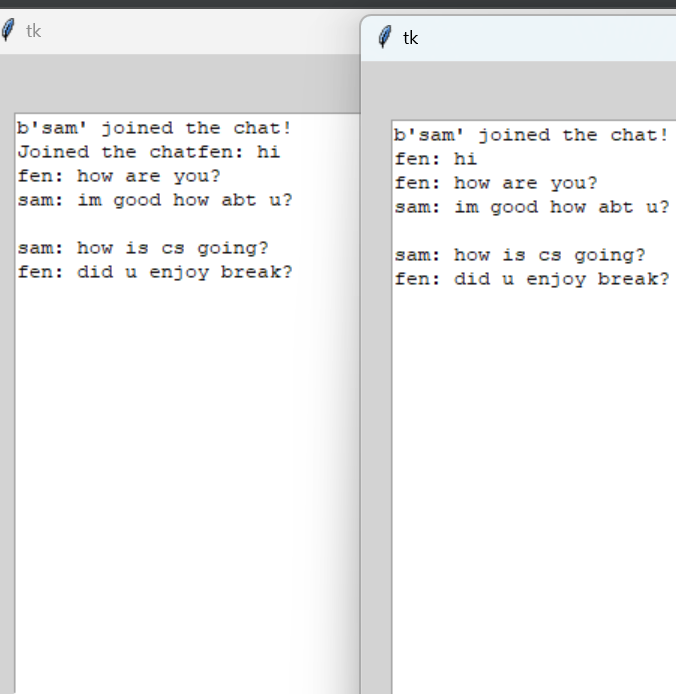 tk
b'sam' joined the chat!
Joined the chatfen: hi
fen: how are you?
sam: im good how abt u?
sam: how is cs going?
fen: did u enjoy break?
tk
b'sam' joined the chat!
fen: hi
fen: how are you?
sam: im good how abt u?
sam: how is cs going?
fen: did u enjoy break?